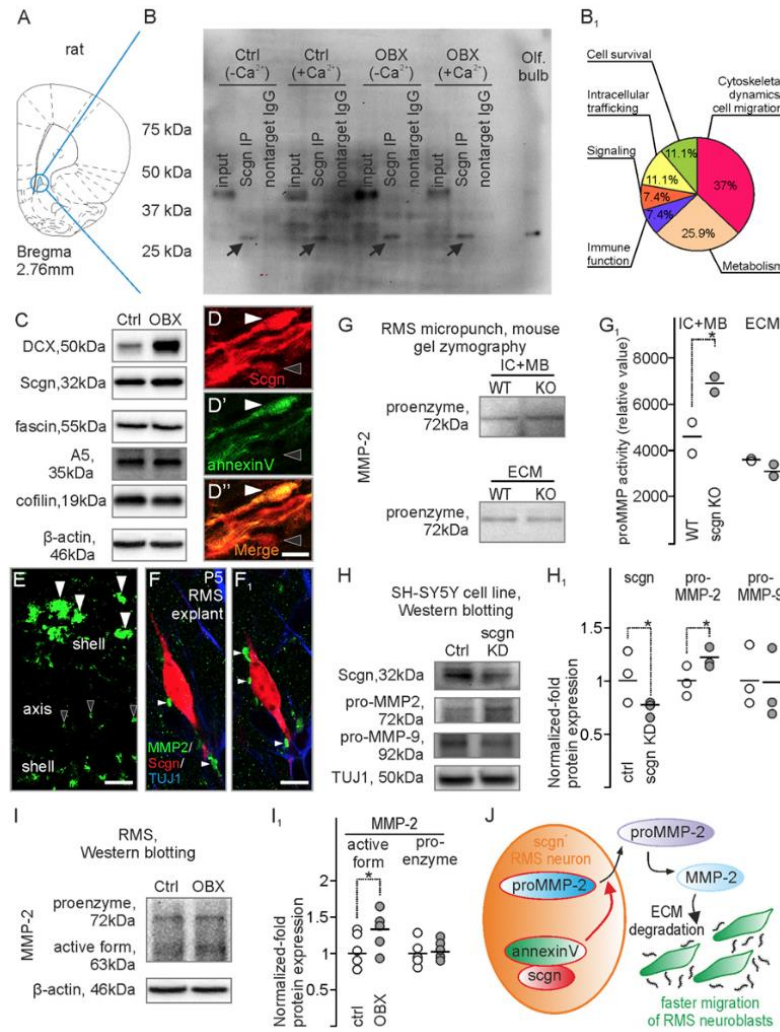 A
rat
Bregma
2.76mm
B
Ctrl
(-Ca²⁺)
Ctrl
(+Ca²⁺)
OBX
(-Ca²⁺)
OBX
(+Ca²⁺)
Olf.
bulb
input
Scgn IP
nontarget IgG
input
Scgn IP
nontarget IgG
input
Scgn IP
nontarget IgG
input
Scgn IP
nontarget IgG
75 kDa
50 kDa
37 kDa
25 kDa
B₁
Cell survival
Intracellular
trafficking
Signaling
Immune
function
Cytoskeletal
dynamics
cell migration
Metabolism
11.1%
11.1%
7.4%
7.4%
37%
25.9%
C
Ctrl OBX
DCX,50kDa
Scgn,32kDa
fascin,55kDa
A5,
35kDa
cofilin,19kDa
β-actin,46kDa
D
Scgn
D'
annexinV
D''
Merge
G
RMS micropunch, mouse
gel zymography
IC+MB
WT KO
proenzyme,
72kDa
MMP-2
ECM
WT KO
proenzyme,
72kDa
G₁
IC+MB ECM
*
proMMP activity (relative value)
8000
6000
4000
2000
WT
scgn KO
E
shell
axis
shell
F
P5
RMS
explant
MMP2/
Scgn/
TUJ1
F₁
H
SH-SY5Y cell line,
Western blotting
Ctrl
scgn
KD
Scgn,32kDa
pro-MMP2,
72kDa
pro-MMP-9,
92kDa
TUJ1, 50kDa
H₁
scgn
pro-
MMP-2
pro-
MMP-9
* *
Normalized-fold
protein expression
1.5
1
0.5
ctrl
scgn KD
I
RMS,
Western blotting
Ctrl OBX
MMP-2
proenzyme,
72kDa
active form,
63kDa
β-actin, 46kDa
I₁
MMP-2
active
form
pro-
enzyme
*
Normalized-fold
protein expression
2
1.5
1
ctrl
OBX
J
scgn⁺
RMS neuron
proMMP-2
proMMP-2
MMP-2
annexinV
scgn
ECM
degradation
faster migration
of RMS neuroblasts